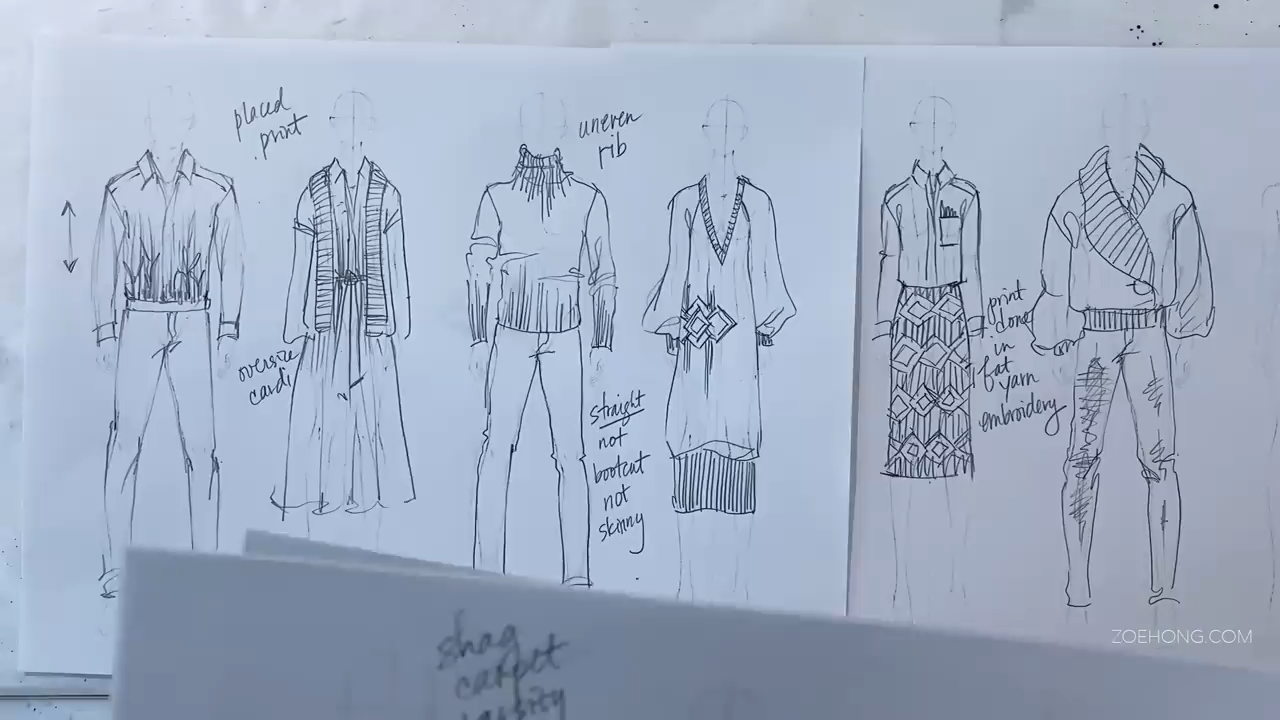 placed
print
uneven
rib
oversize
cardi
straight
not
bootcut
not
skinny
print
done
in
fat
yarn
embroidery
shag
carpet
varsity
ZOEHONG.COM